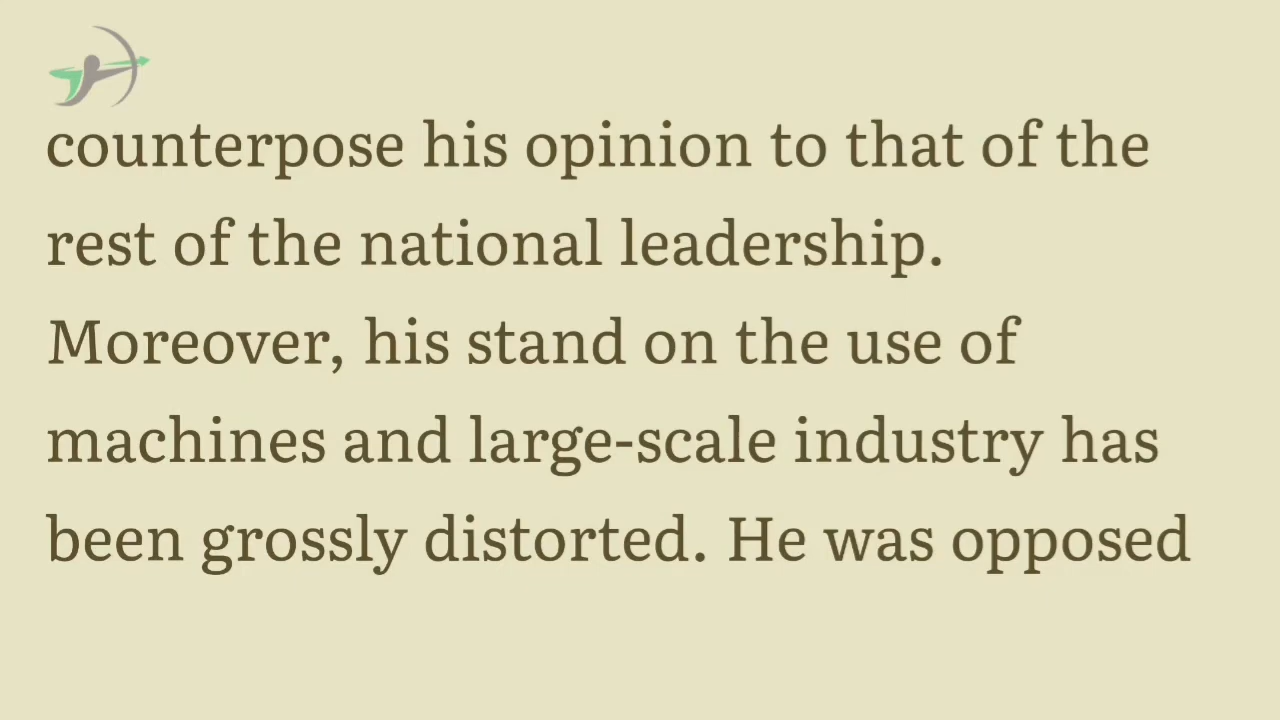 counterpose his opinion to that of the
rest of the national leadership.
Moreover, his stand on the use of
machines and large-scale industry has
been grossly distorted. He was opposed